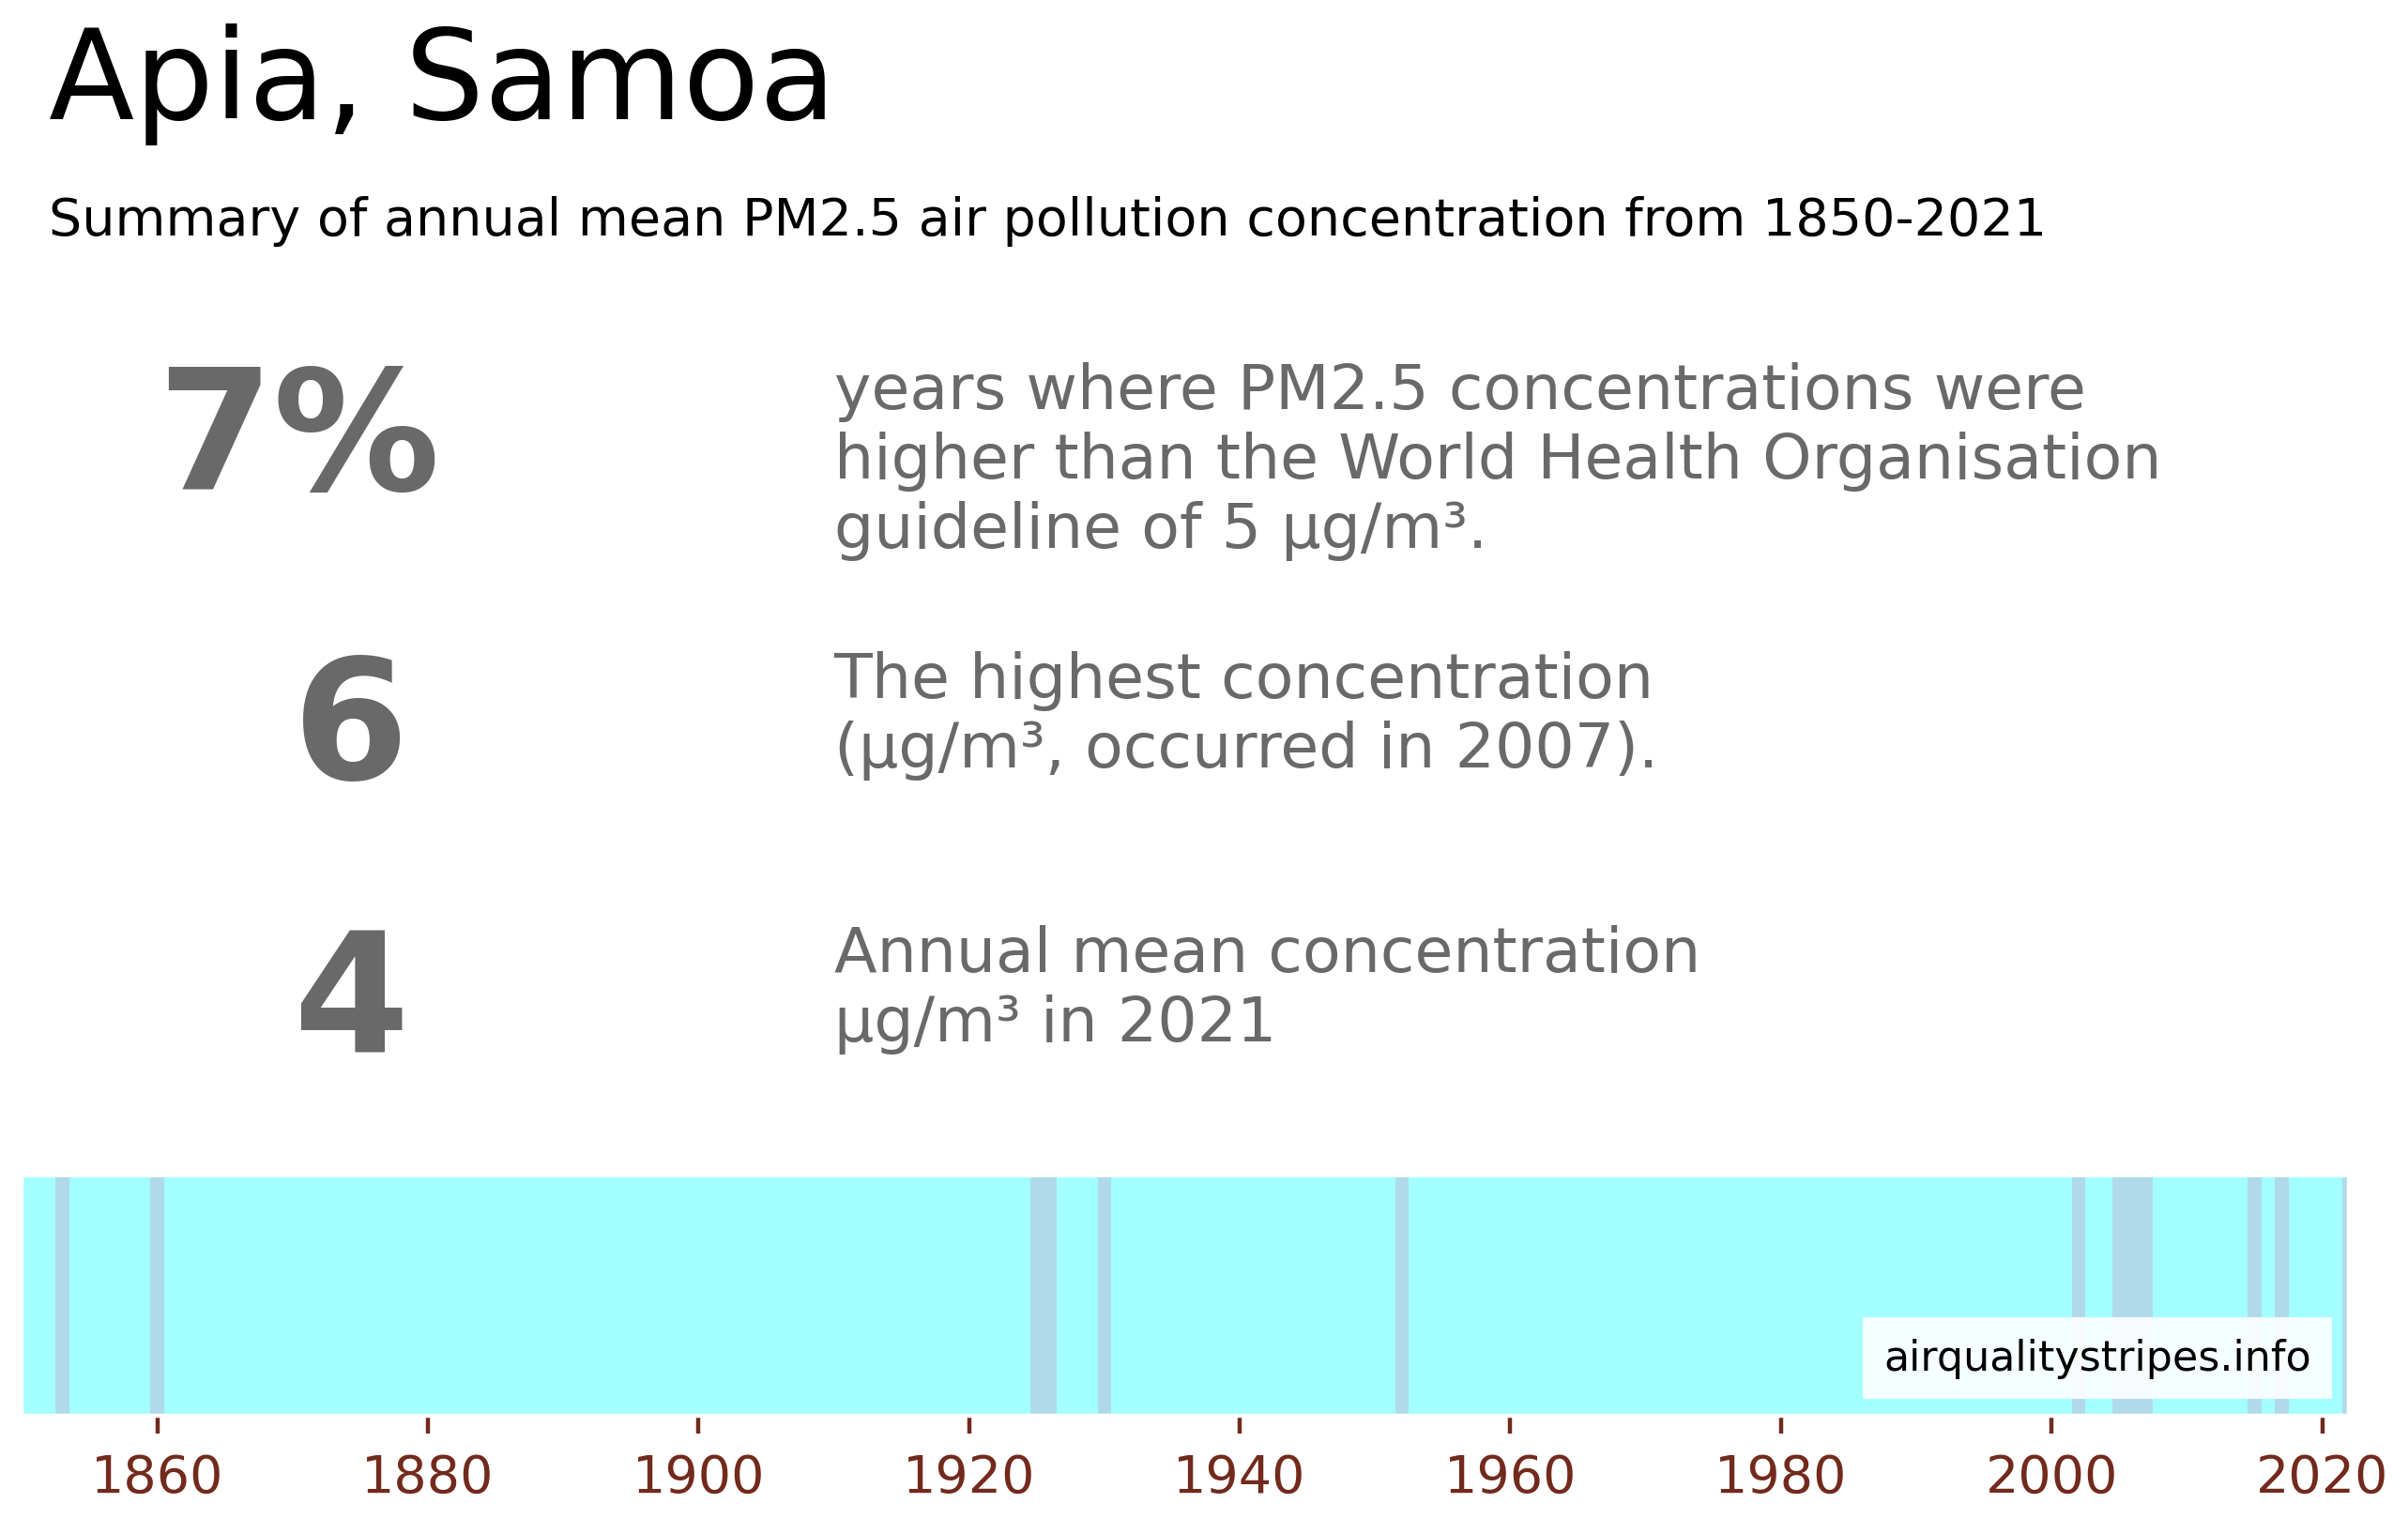 Apia, Samoa
Summary of annual mean PM2.5 air pollution concentration from 1850-2021
7%
years where PM2.5 concentrations were
higher than the World Health Organisation
guideline of 5 µg/m³.
6
The highest concentration
(µg/m³, occurred in 2007).
4
Annual mean concentration
µg/m³ in 2021
airqualitystripes.info
1860 1880 1900 1920 1940 1960 1980 2000 2020